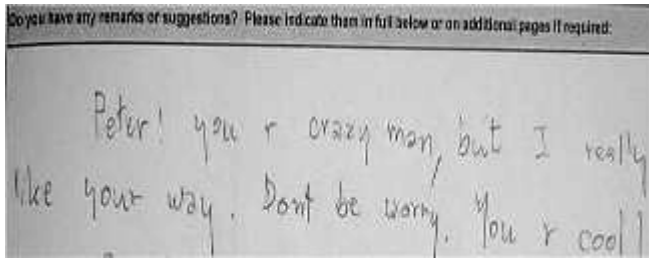 Do you have any remarks or suggestions? Please indicate them in full below or on additional pages if required:
Peter! you r crazy man, but I really
like your way. Dont be worry. You r cool!